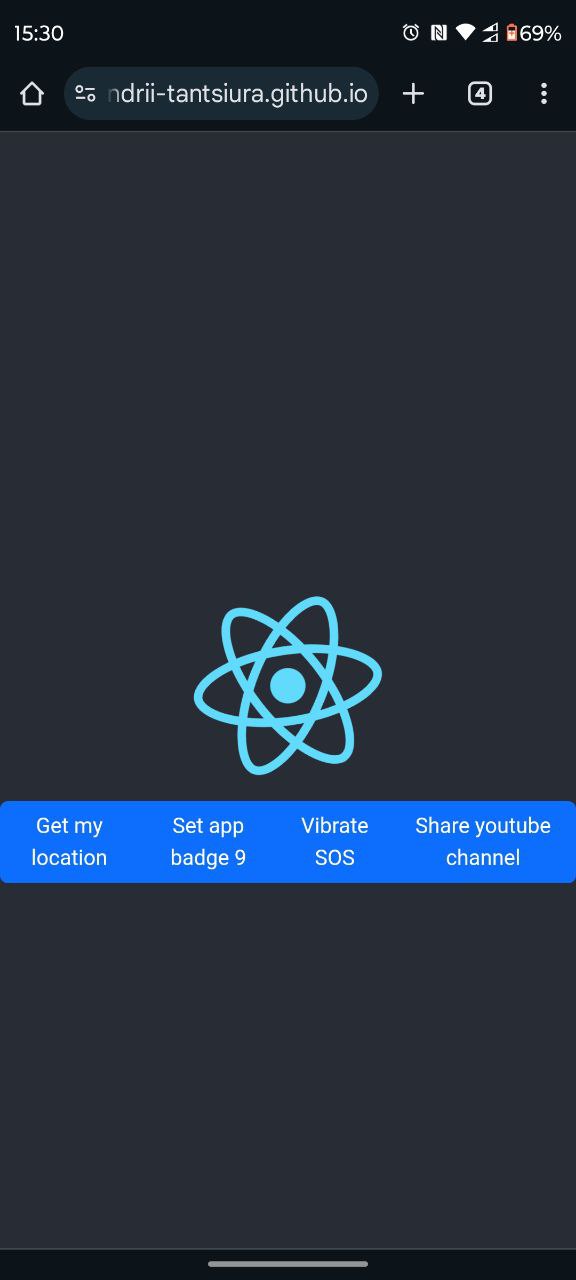 15:30
69%
ndrii-tantsiura.github.io
4
Get my
location
Set app
badge 9
Vibrate
SOS
Share youtube
channel